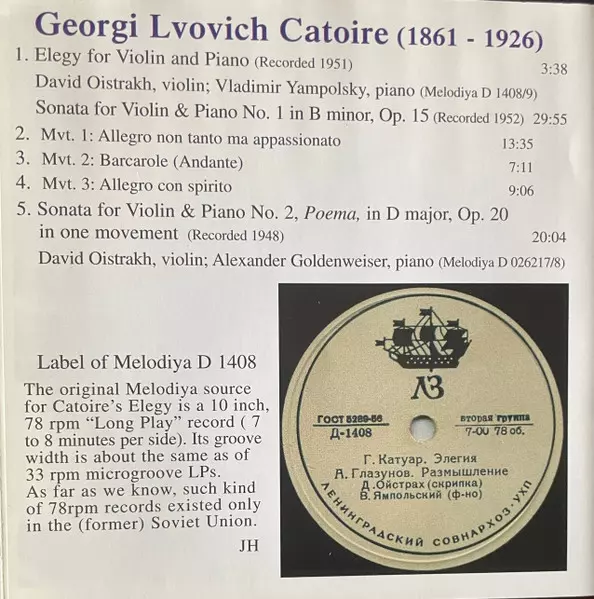 Georgi Lvovich Catoire (1861 - 1926)
1. Elegy for Violin and Piano (Recorded 1951) 3:38
David Oistrakh, violin; Vladimir Yampolsky, piano (Melodiya D 1408/9)
Sonata for Violin & Piano No. 1 in B minor, Op. 15 (Recorded 1952) 29:55
2. Mvt. 1: Allegro non tanto ma appassionato 13:35
3. Mvt. 2: Barcarole (Andante) 7:11
4. Mvt. 3: Allegro con spirito 9:06
5. Sonata for Violin & Piano No. 2, Poema, in D major, Op. 20
in one movement (Recorded 1948) 20:04
David Oistrakh, violin; Alexander Goldenweiser, piano (Melodiya D 026217/8)
Label of Melodiya D 1408
The original Melodiya source
for Catoire's Elegy is a 10 inch,
78 rpm “Long Play” record ( 7
to 8 minutes per side). Its groove
width is about the same as of
33 rpm microgroove LPs.
As far as we know, such kind
of 78rpm records existed only
in the (former) Soviet Union.
JH
ЛЗ
ГОСТ 5289-56
Д-1408
вторая группа
7-00 78 об.
Г. Катуар. Элегия
А. Глазунов. Размышление
Д. Ойстрах (скрипка)
В. Ямпольский (ф-но)
ЛЕНИНГРАДСКИЙ СОВНАРХОЗ·УХП